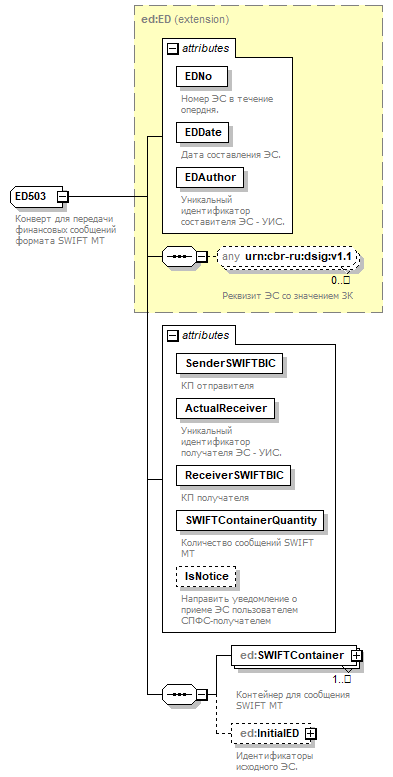 ed:ED (extension)
attributes
EDNo
Номер ЭС в течение
опердня.
EDDate
Дата составления ЭС.
EDAuthor
Уникальный
идентификатор
составителя ЭС - УИС.
ED503
Конверт для передачи
финансовых сообщений
формата SWIFT MT
any urn:cbr-ru:dsig:v1.1
0..□
Реквизит ЭС со значением ЗК
attributes
SenderSWIFTBIC
КП отправителя
ActualReceiver
Уникальный
идентификатор
получателя ЭС - УИС.
ReceiverSWIFTBIC
КП получателя
SWIFTContainerQuantity
Количество сообщений SWIFT
MT
IsNotice
Направить уведомление о
приеме ЭС пользователем
СПФС-получателем
ed:SWIFTContainer
1..□
Контейнер для сообщения
SWIFT MT
ed:InitialED
Идентификаторы
исходного ЭС.